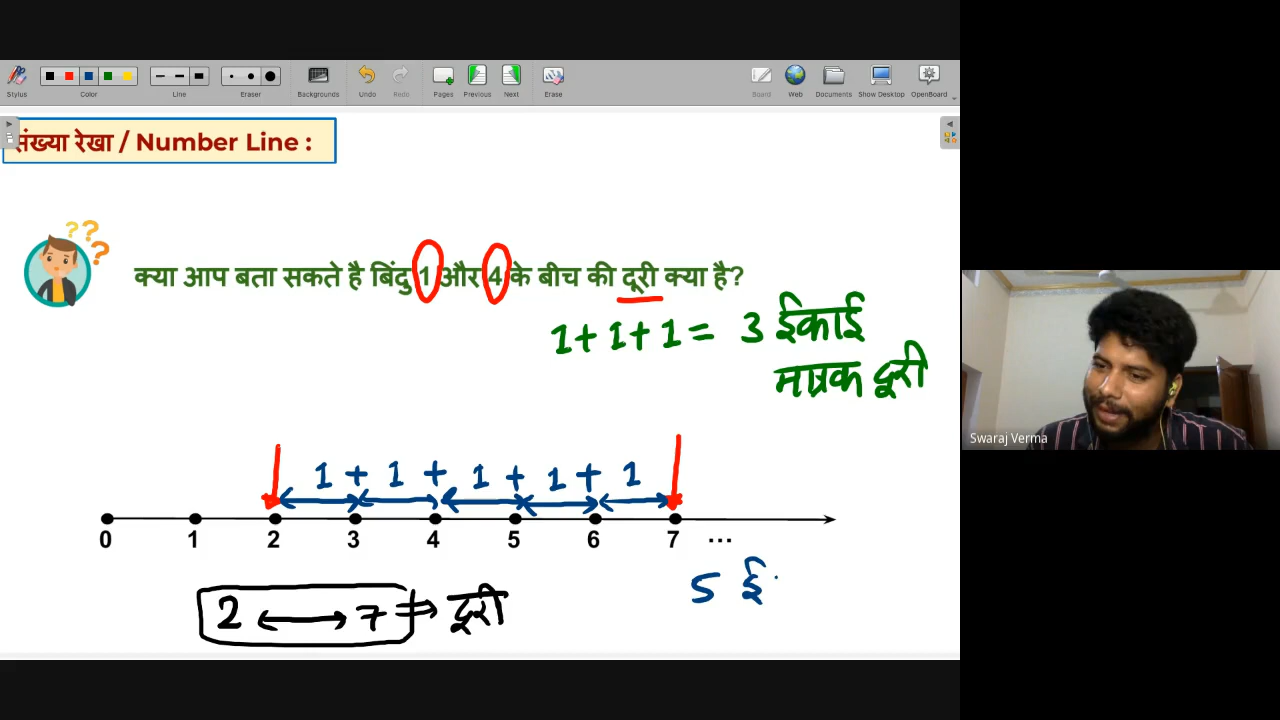 Stylus Color Line Eraser Backgrounds Undo Redo Pages Previous Next Erase Board Web Documents Show Desktop OpenBoard
संख्या रेखा / Number Line :
? ? ?
क्या आप बता सकते है बिंदु 1 और 4 के बीच की दूरी क्या है?
1+1+1= 3 ईकाई
मात्रक दूरी
Swaraj Verma
1 + 1 + 1 + 1 + 1
0 1 2 3 4 5 6 7 ...
5 ई
2 ⟷ 7 ⇒ दूरी